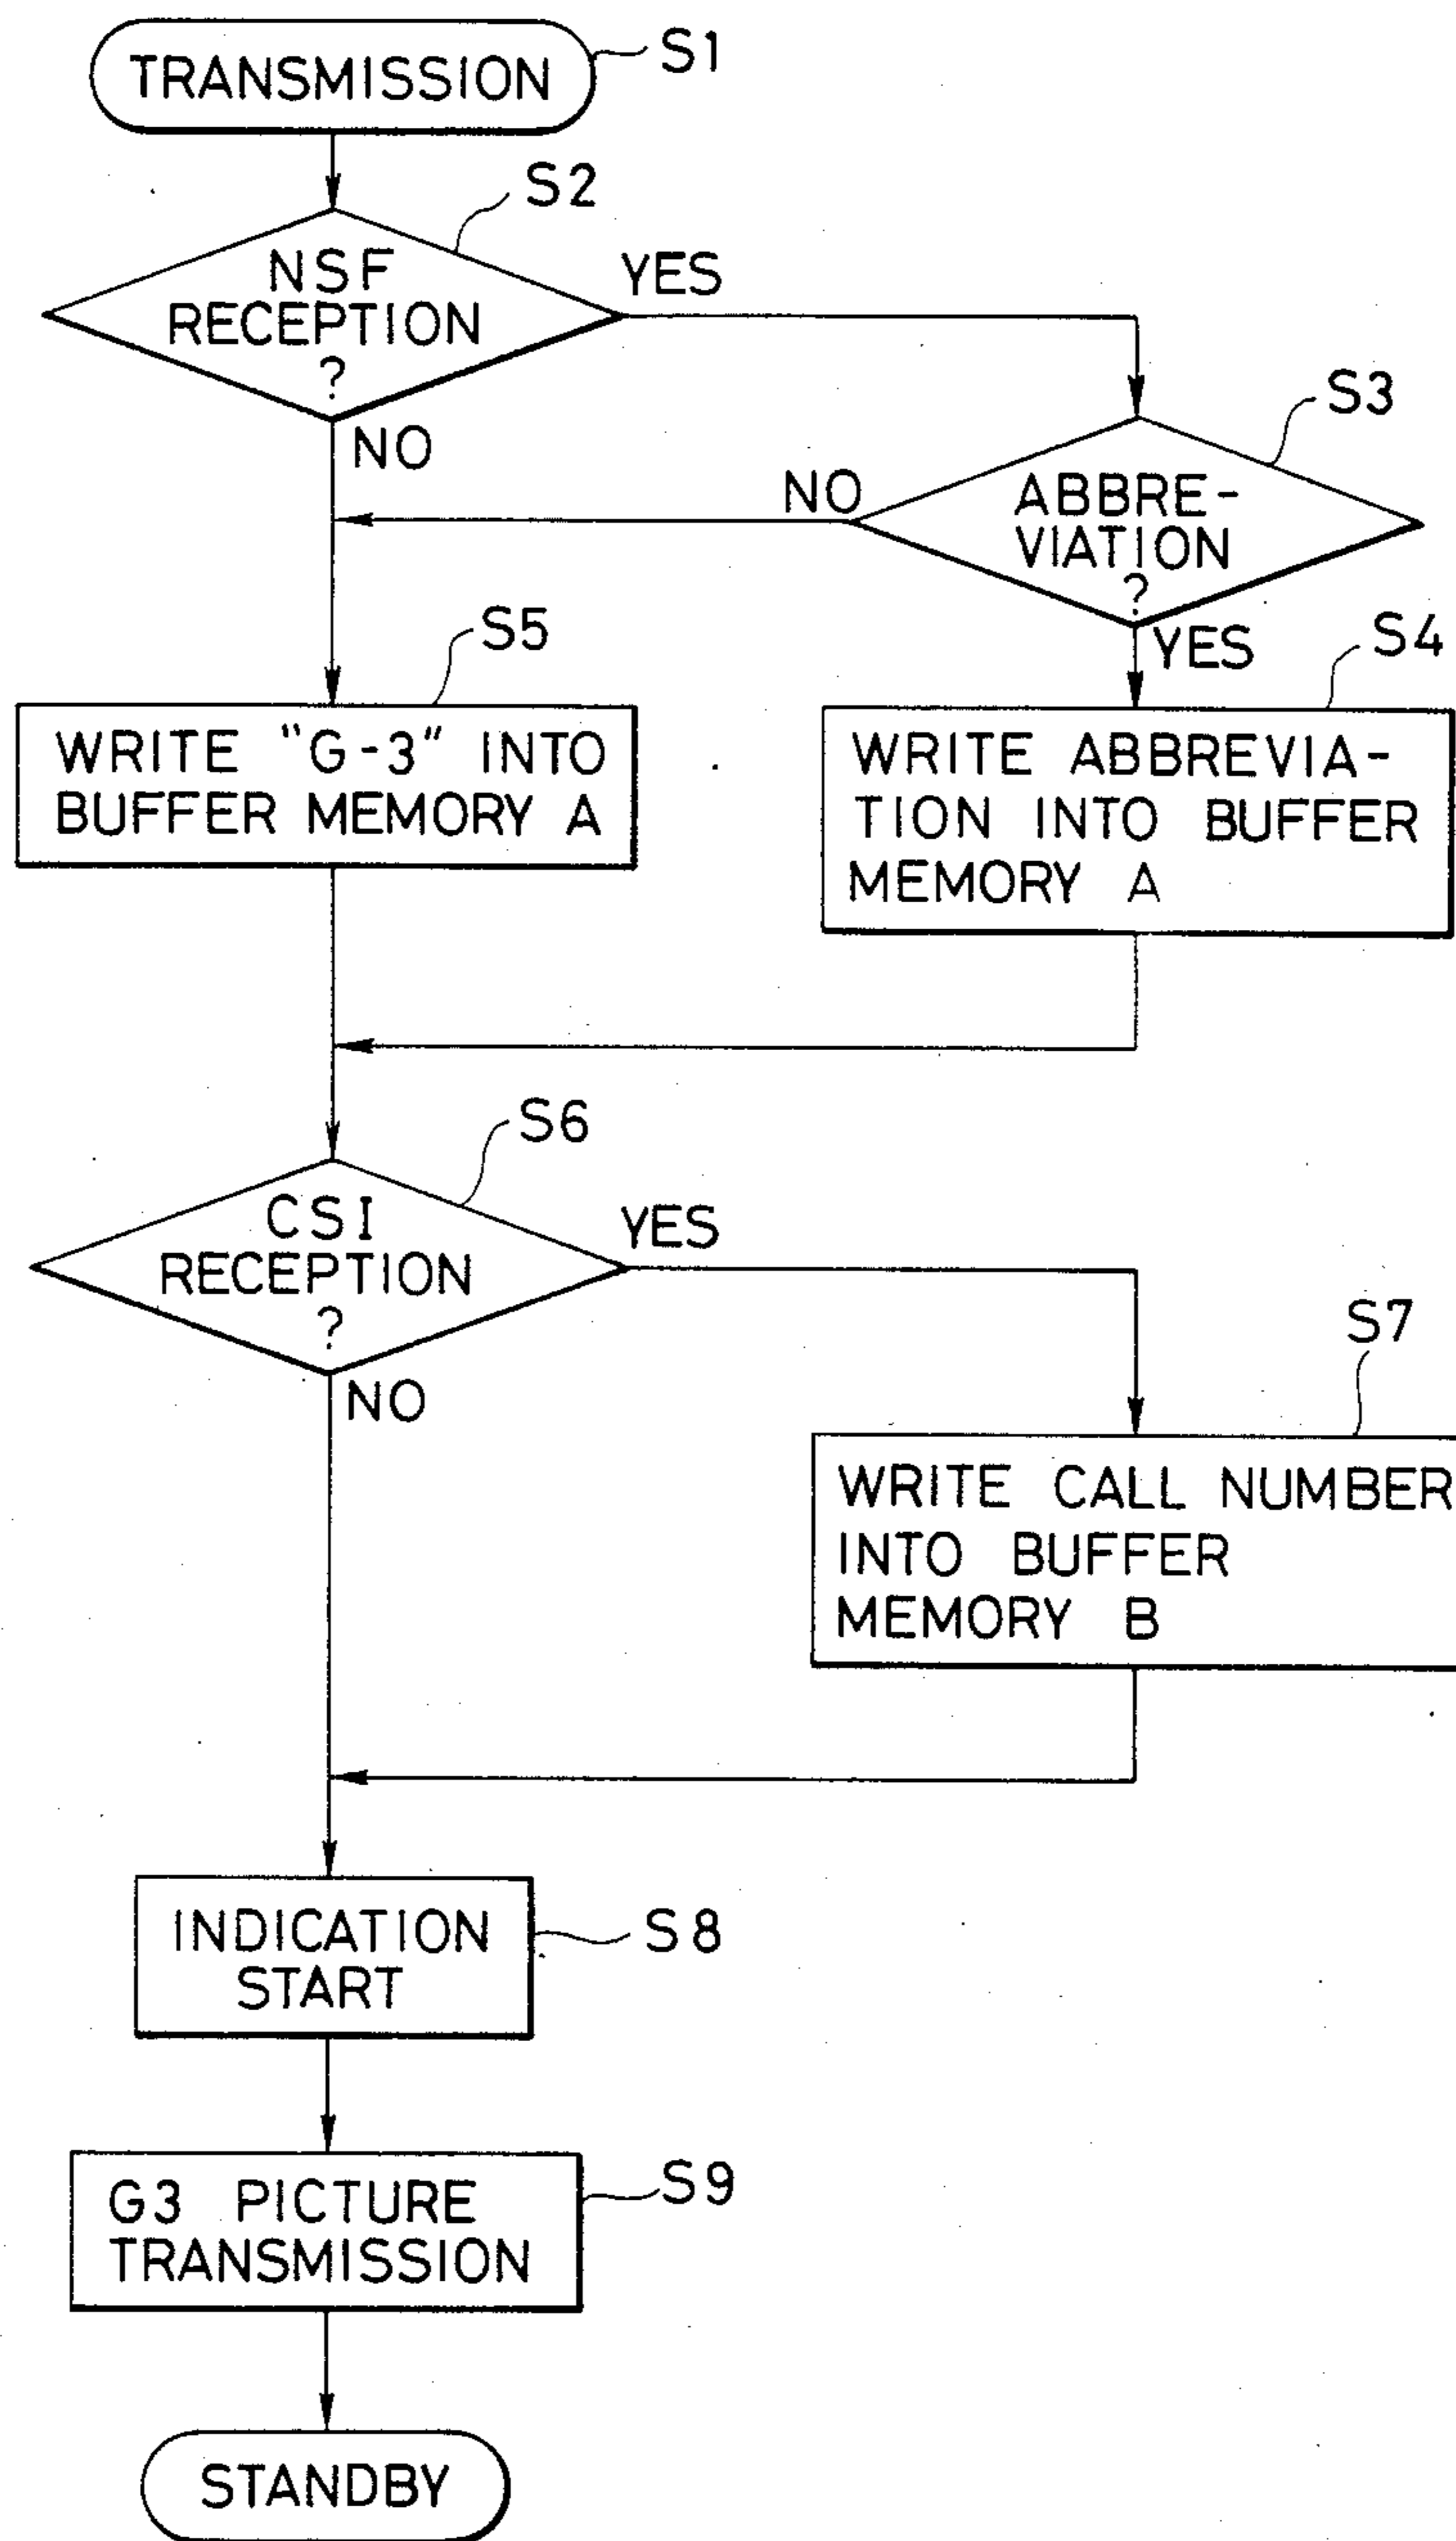 TRANSMISSION
S1
S2
NSF
RECEPTION
?
YES
NO
S3
ABBRE-
VIATION
?
NO
YES
S5
WRITE "G-3" INTO
BUFFER MEMORY A
S4
WRITE ABBREVIA-
TION INTO BUFFER
MEMORY A
S6
CSI
RECEPTION
?
YES
NO
S7
WRITE CALL NUMBER
INTO BUFFER
MEMORY B
INDICATION
START
S8
G3 PICTURE
TRANSMISSION
S9
STANDBY